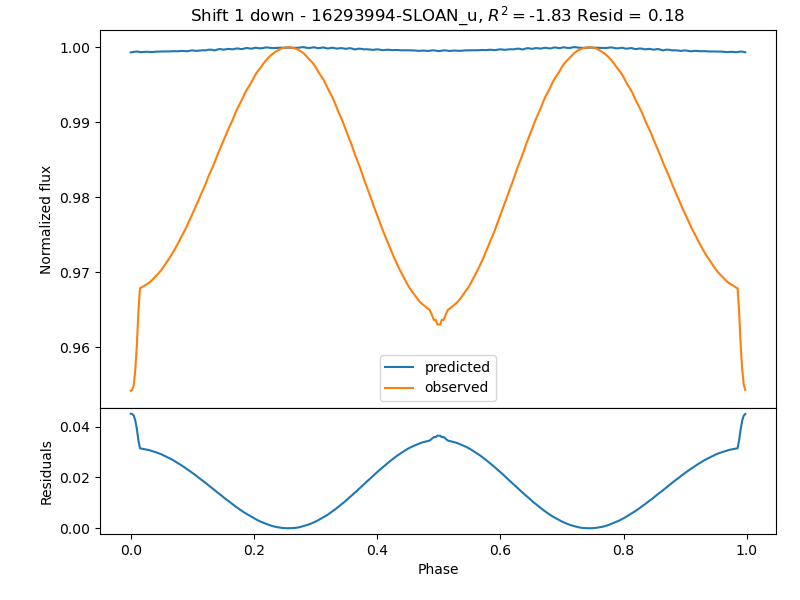 Shift 1 down - 16293994-SLOAN_u, R² = -1.83 Resid = 0.18
1.00
0.99
0.98
0.97
0.96
Normalized flux
predicted
observed
0.04
0.02
0.00
Residuals
0.0 0.2 0.4 0.6 0.8 1.0
Phase